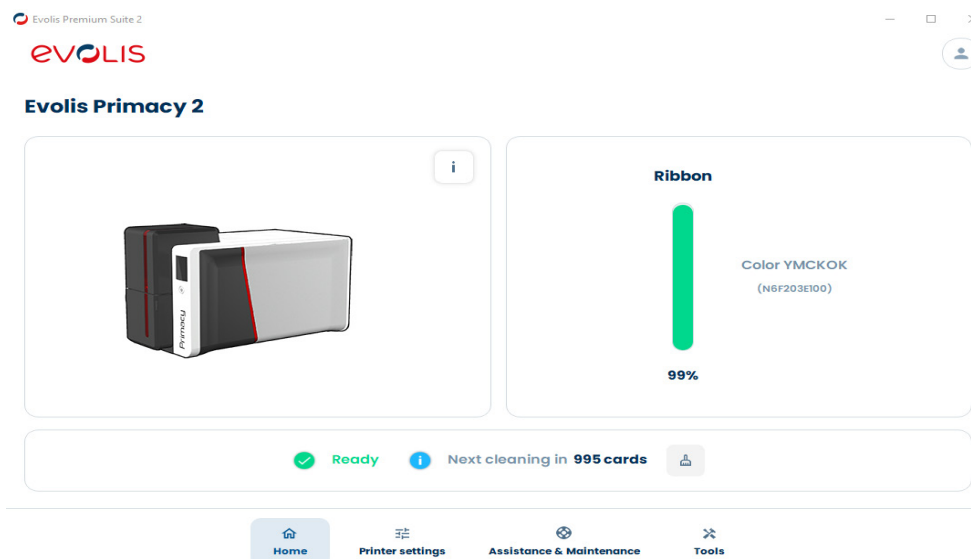 Evolis Premium Suite 2
evolis
Evolis Primacy 2
i
Primacy
Ribbon
Color YMCKOK
(N6F203E100)
99%
Ready
i
Next cleaning in 995 cards
Home
Printer settings
Assistance & Maintenance
Tools